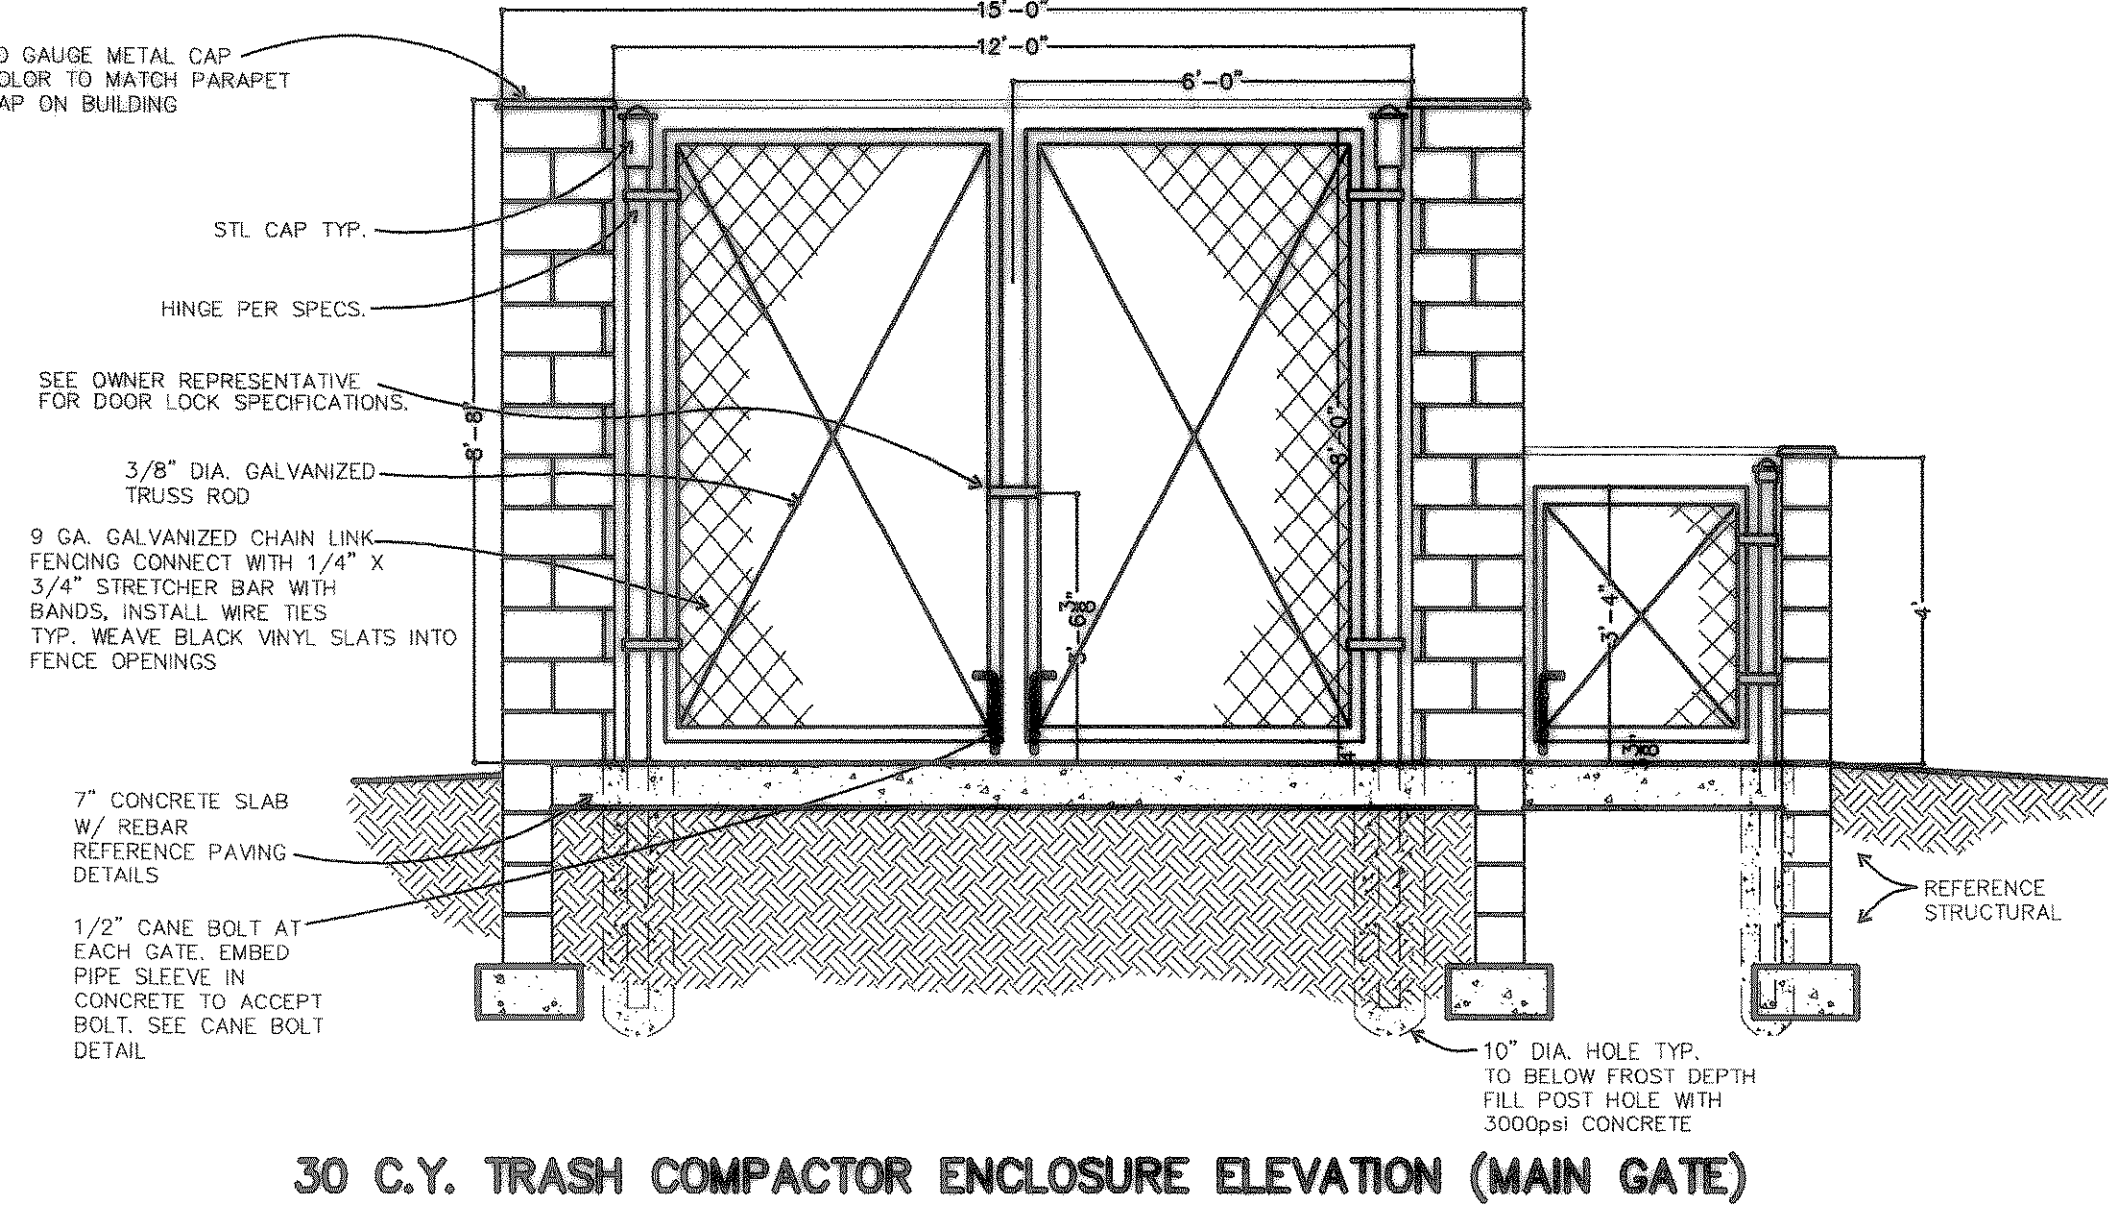 15'-0"
12'-0"
6'-0"
GAUGE METAL CAP
TO MATCH PARAPET
ON BUILDING
STL CAP TYP.
HINGE PER SPECS.
SEE OWNER REPRESENTATIVE
FOR DOOR LOCK SPECIFICATIONS.
8'-8"
8'-0"
3/8" DIA. GALVANIZED
TRUSS ROD
9 GA. GALVANIZED CHAIN LINK
FENCING CONNECT WITH 1/4" X
3/4" STRETCHER BAR WITH
BANDS, INSTALL WIRE TIES
TYP. WEAVE BLACK VINYL SLATS INTO
FENCE OPENINGS
3'-4"
4'
7" CONCRETE SLAB
W/ REBAR
REFERENCE PAVING
DETAILS
1/2" CANE BOLT AT
EACH GATE. EMBED
PIPE SLEEVE IN
CONCRETE TO ACCEPT
BOLT. SEE CANE BOLT
DETAIL
REFERENCE
STRUCTURAL
10" DIA. HOLE TYP.
TO BELOW FROST DEPTH
FILL POST HOLE WITH
3000psi CONCRETE
30 C.Y. TRASH COMPACTOR ENCLOSURE ELEVATION (MAIN GATE)